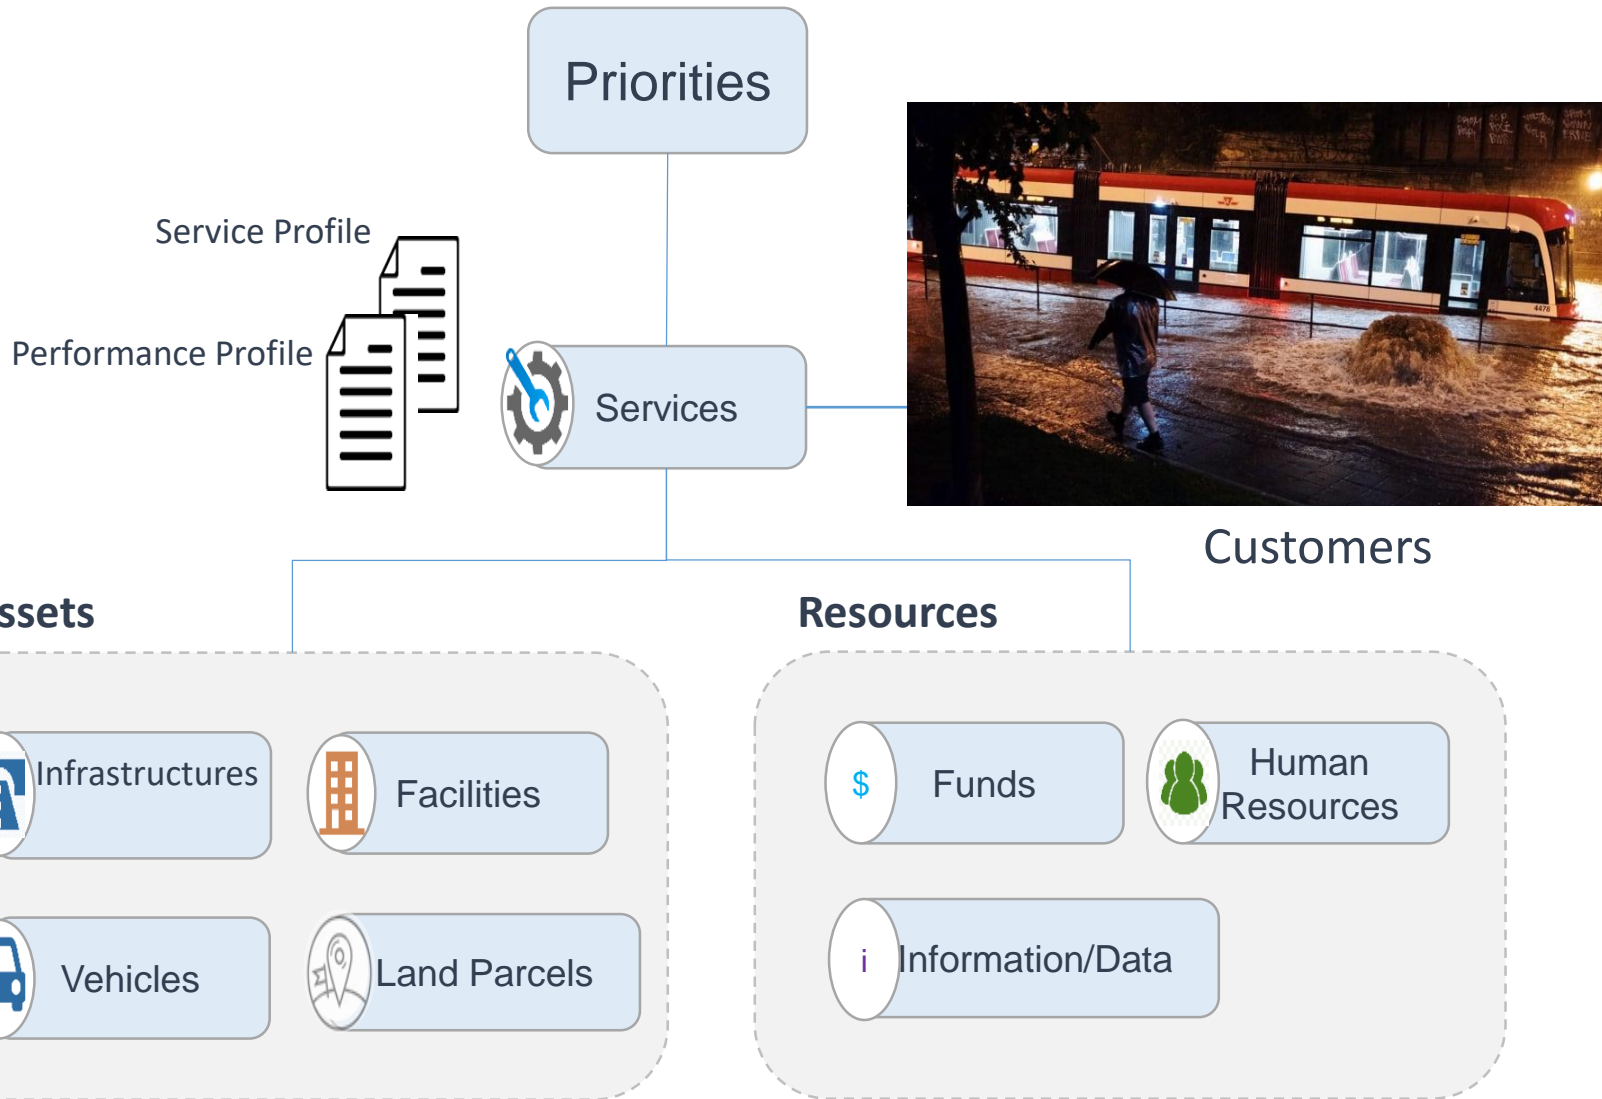 Priorities
Service Profile
Performance Profile
Services
4478
Customers
ssets
Resources
Infrastructures
Facilities
$
Funds
Human
Resources
Vehicles
Land Parcels
i
Information/Data